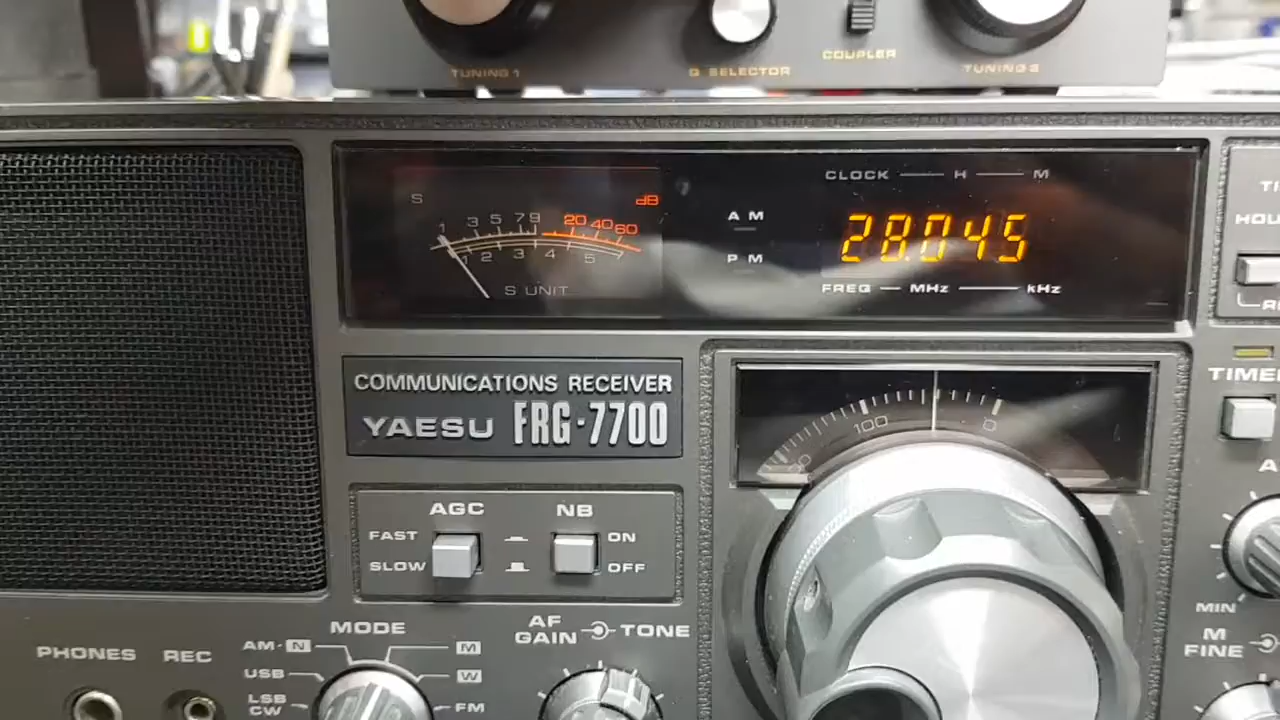 TUNING 1
Q SELECTOR
COUPLER
TUNING 2
CLOCK H M
S dB
1 3 5 7 9 20 40 60
1 2 3 4 5
S UNIT
AM
PM
28.045
FREQ MHz kHz
HOU
COMMUNICATIONS RECEIVER
YAESU FRG-7700
100 0
TIME
AGC NB
FAST ON
SLOW OFF
MIN
M
FINE
PHONES REC
MODE
AM-N M
USB W
LSB
CW FM
AF
GAIN TONE